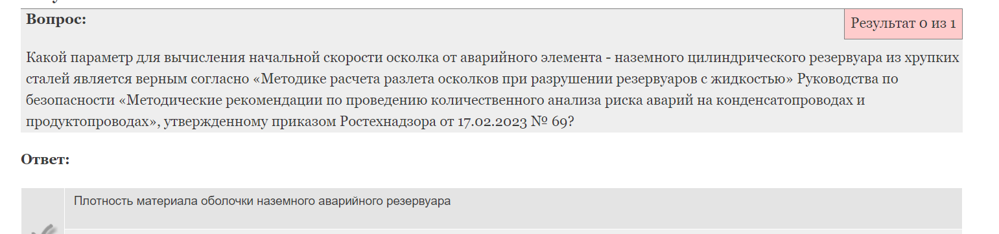 Вопрос:
Результат 0 из 1
Какой параметр для вычисления начальной скорости осколка от аварийного элемента - наземного цилиндрического резервуара из хрупких
сталей является верным согласно «Методике расчета разлета осколков при разрушении резервуаров с жидкостью» Руководства по
безопасности «Методические рекомендации по проведению количественного анализа риска аварий на конденсатопроводах и
продуктопроводах», утвержденному приказом Ростехнадзора от 17.02.2023 № 69?
Ответ:
Плотность материала оболочки наземного аварийного резервуара